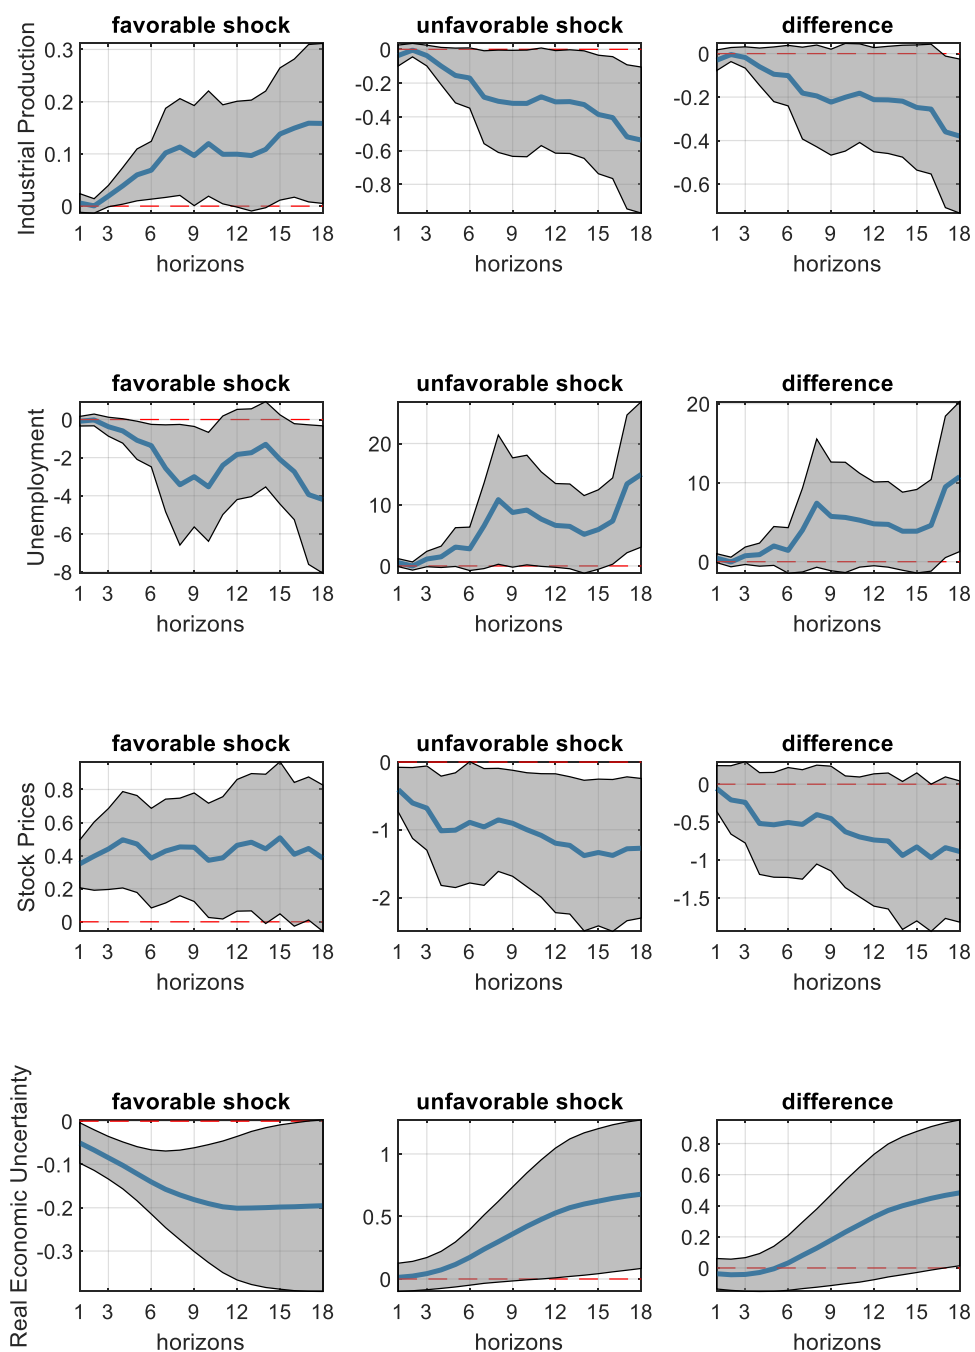 favorable shock
unfavorable shock
difference
Industrial Production
0.3
0.2
0.1
0
1 3 6 9 12 15 18
horizons
0
-0.2
-0.4
-0.6
-0.8
1 3 6 9 12 15 18
horizons
0
-0.2
-0.4
-0.6
1 3 6 9 12 15 18
horizons
favorable shock
unfavorable shock
difference
Unemployment
0
-2
-4
-6
-8
1 3 6 9 12 15 18
horizons
20
10
0
1 3 6 9 12 15 18
horizons
20
10
0
1 3 6 9 12 15 18
horizons
favorable shock
unfavorable shock
difference
Stock Prices
0.8
0.6
0.4
0.2
0
1 3 6 9 12 15 18
horizons
0
-1
-2
1 3 6 9 12 15 18
horizons
0
-0.5
-1
-1.5
1 3 6 9 12 15 18
horizons
favorable shock
unfavorable shock
difference
Real Economic Uncertainty
0
-0.1
-0.2
-0.3
1 3 6 9 12 15 18
horizons
1
0.5
0
1 3 6 9 12 15 18
horizons
0.8
0.6
0.4
0.2
0
1 3 6 9 12 15 18
horizons